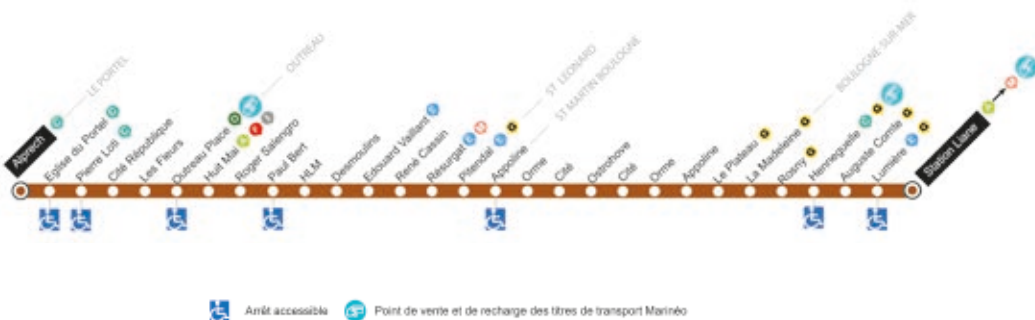 LE PORTEL
OUTREAU
ST LEONARD
ST MARTIN BOULOGNE
BOULOGNE-SUR-MER
Alprech
Eglise du Portel
Pierre Loti
Cité République
Les Fleurs
Outreau Place
Huit Mai
Roger Salengro
Paul Bert
HLM
Desmoulins
Edouard Vaillant
René Cassin
Résurgat
Pitendal
Appoline
Orme
Cité
Ostrohove
Cité
Orme
Appoline
Le Plateau
La Madeleine
Rosny
Henneguelle
Auguste Comte
Lumière
Station Liane
Arrêt accessible
Point de vente et de recharge des titres de transport Marinéo